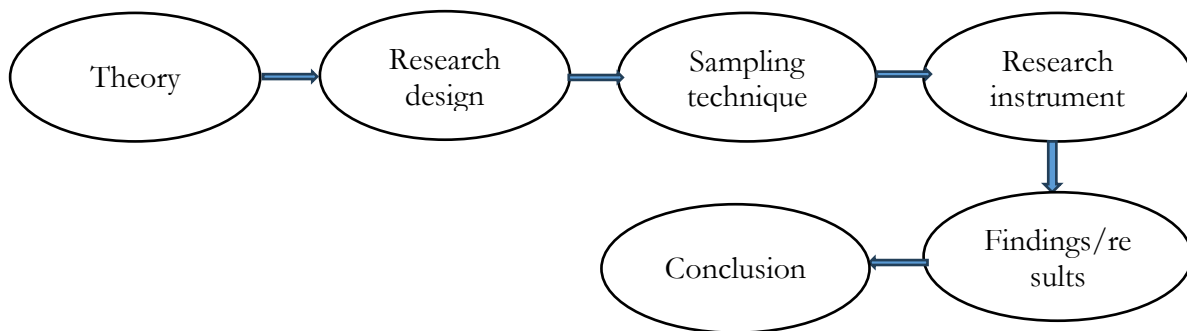 Theory
Research
design
Sampling
technique
Research
instrument
Findings/re
sults
Conclusion